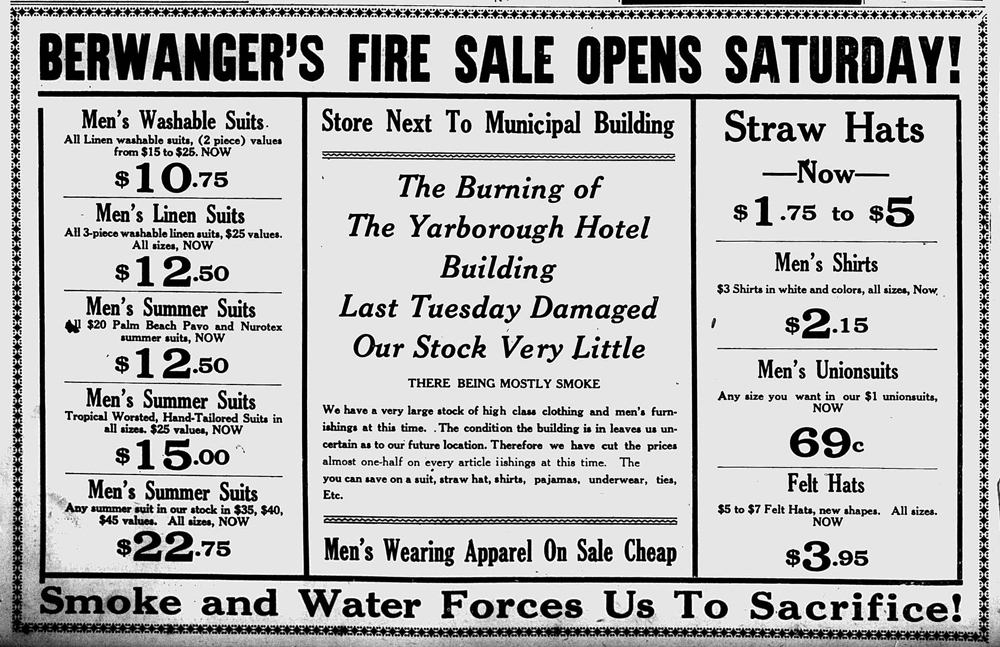 BERWANGER'S FIRE SALE OPENS SATURDAY!
Men's Washable Suits.
All Linen washable suits, (2 piece) values
from $15 to $25. NOW
$10.75
Men's Linen Suits
All 3-piece washable linen suits, $25 values.
All sizes, NOW
$12.50
Men's Summer Suits
All $20 Palm Beach Pavo and Nurotex
summer suits, NOW
$12.50
Men's Summer Suits
Tropical Worsted, Hand-Tailored Suits in
all sizes. $25 values, NOW
$15.00
Men's Summer Suits
Any summer suit in our stock in $35, $40,
$45 values. All sizes, NOW
$22.75
Store Next To Municipal Building
The Burning of
The Yarborough Hotel
Building
Last Tuesday Damaged
Our Stock Very Little
THERE BEING MOSTLY SMOKE
We have a very large stock of high class clothing and men's furn-
ishings at this time. . The condition the building is in leaves us un-
certain as to our future location. Therefore we have cut the prices
almost one-half on every article iishings at this time. The
you can save on a suit, straw hat, shirts, pajamas, underwear, ties,
Etc.
Men's Wearing Apparel On Sale Cheap
Straw Hats
—Now—
$1.75 to $5
Men's Shirts
$3 Shirts in white and colors, all sizes, Now,
$2.15
Men's Unionsuits
Any size you want in our $1 unionsuits,
NOW
69c
Felt Hats
$5 to $7 Felt Hats, new shapes. All sizes.
NOW
$3.95
Smoke and Water Forces Us To Sacrifice!